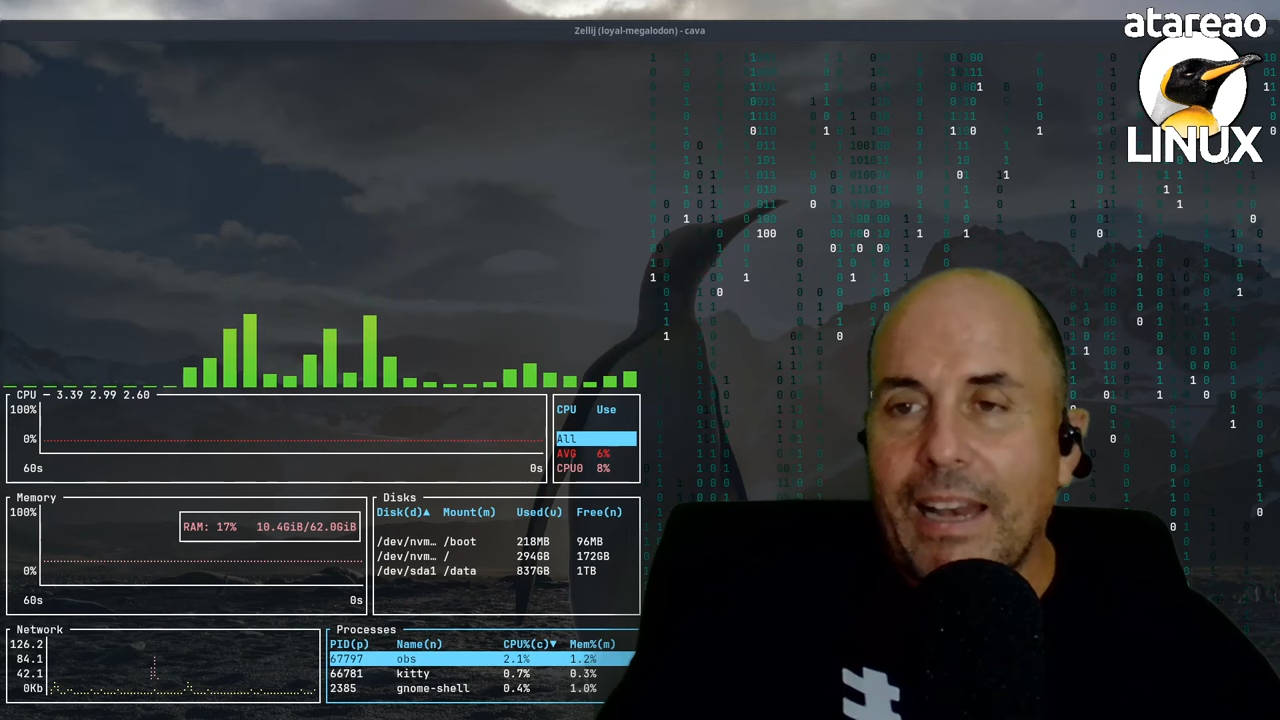 Zellij (loyal-megalodon) - cava
atareao
LINUX
CPU — 3.39 2.99 2.60
100%
0%
60s 0s
CPU Use
All
AVG 6%
CPU0 8%
Memory
100%
RAM: 17% 10.4GiB/62.0GiB
0%
60s 0s
Disks
Disk(d)▲ Mount(m) Used(u) Free(n)
/dev/nvm… /boot 218MB 96MB
/dev/nvm… / 294GB 172GB
/dev/sda1 /data 837GB 1TB
Network
126.2
84.1
42.1
0Kb
Processes
PID(p) Name(n) CPU%(c)▼ Mem%(m)
67797 obs 2.1% 1.2%
66781 kitty 0.7% 0.3%
2385 gnome-shell 0.4% 1.0%